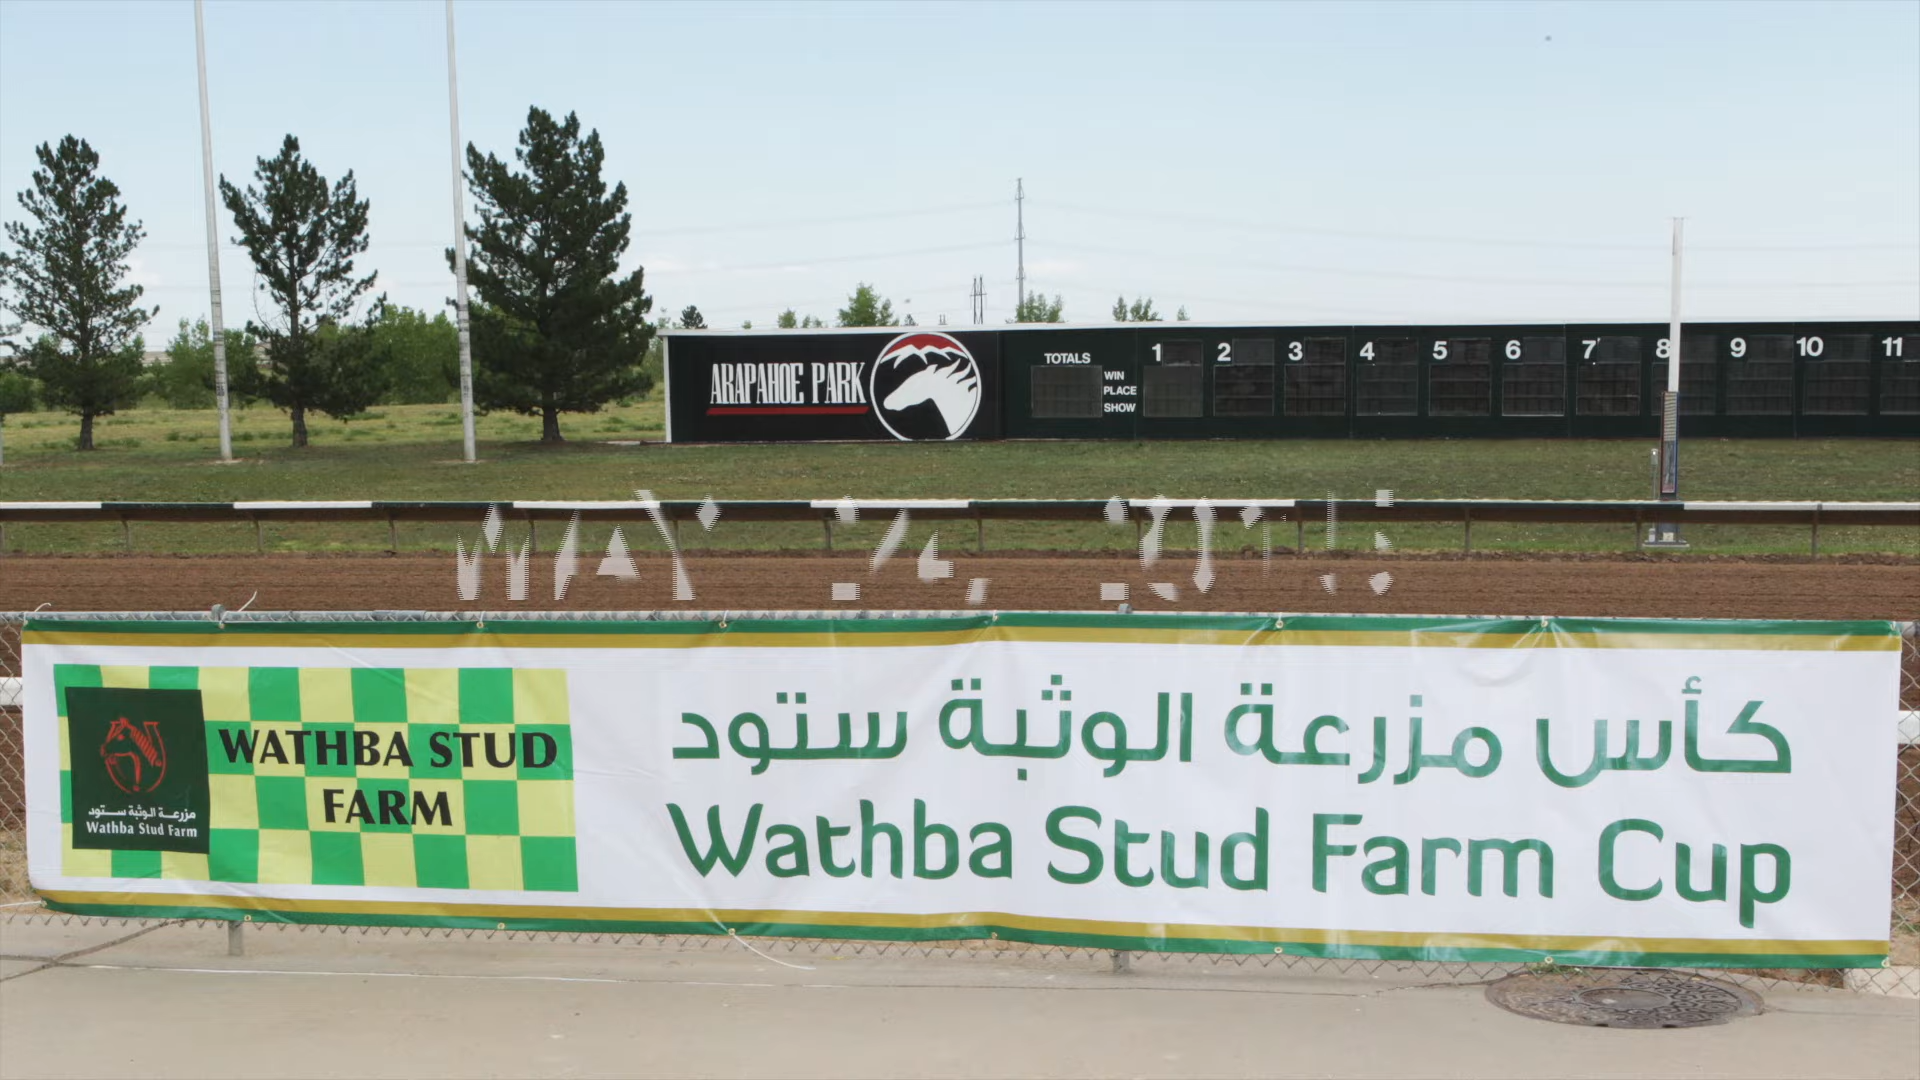 ARAPAHOE PARK
TOTALS
WIN
PLACE
SHOW
1 2 3 4 5 6 7 8 9 10 11
مزرعة الوثبة ستود
Wathba Stud Farm
WATHBA STUD
FARM
كأس مزرعة الوثبة ستود
Wathba Stud Farm Cup